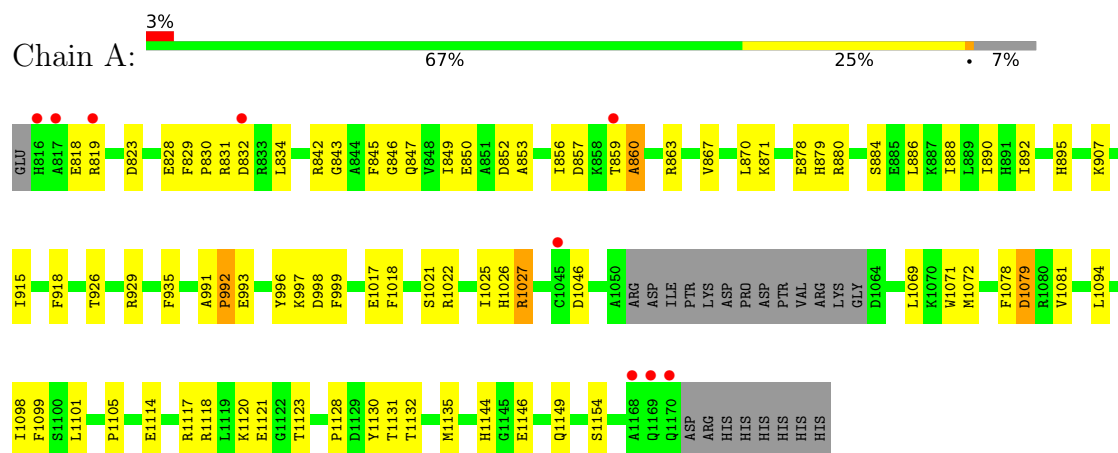 3%
Chain A:
67% 25% • 7%
GLU H816 A817 E818 R819 D823 E828 F829 P830 R831 D832 R833 L834 R842 G843 A844 F845 G846 Q847 V848 I849 E850 A851 D852 A853 I856 D857 K858 T859 A860 R863 V867 L870 K871 E878 H879 R880 S884 E885 L886 K887 I888 L889 I890 H891 I892 H895 K907
I915 F918 T926 R929 F935 A991 P992 E993 Y996 K997 D998 F999 E1017 F1018 S1021 R1022 I1025 H1026 R1027 C1045 D1046 A1050 ARG ASP ILE PTR LYS ASP PRO ASP PTR VAL ARG LYS GLY D1064 L1069 K1070 W1071 M1072 F1078 D1079 R1080 V1081 L1094
I1098 F1099 S1100 L1101 P1105 E1114 R1117 R1118 L1119 K1120 E1121 G1122 T1123 P1128 D1129 Y1130 T1131 T1132 M1135 H1144 G1145 E1146 Q1149 S1154 A1168 Q1169 Q1170 ASP ARG HIS HIS HIS HIS HIS HIS